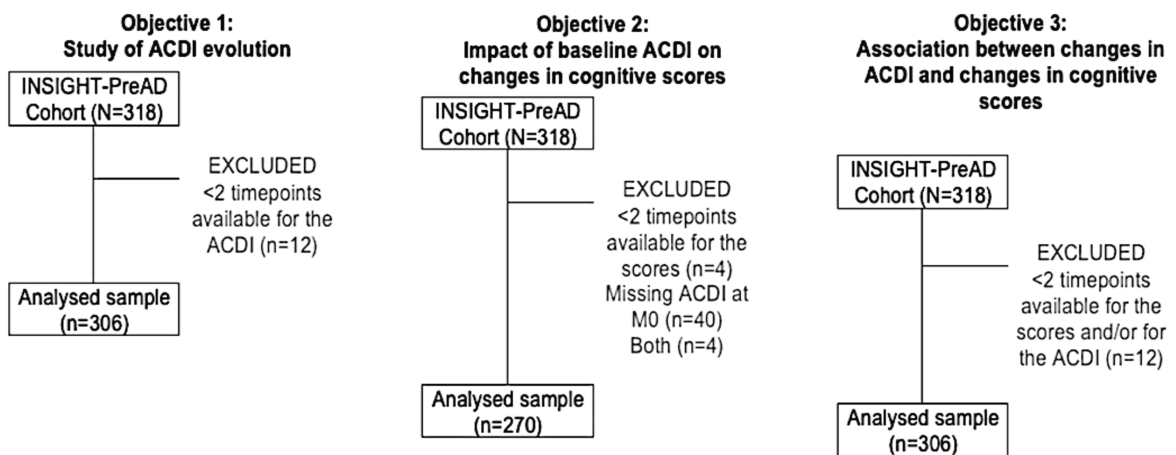 Objective 1:
Study of ACDI evolution
INSIGHT-PreAD
Cohort (N=318)
EXCLUDED
<2 timepoints
available for the
ACDI (n=12)
Analysed sample
(n=306)
Objective 2:
Impact of baseline ACDI on
changes in cognitive scores
INSIGHT-PreAD
Cohort (N=318)
EXCLUDED
<2 timepoints
available for the
scores (n=4)
Missing ACDI at
M0 (n=40)
Both (n=4)
Analysed sample
(n=270)
Objective 3:
Association between changes in
ACDI and changes in cognitive
scores
INSIGHT-PreAD
Cohort (N=318)
EXCLUDED
<2 timepoints
available for the
scores and/or for
the ACDI (n=12)
Analysed sample
(n=306)